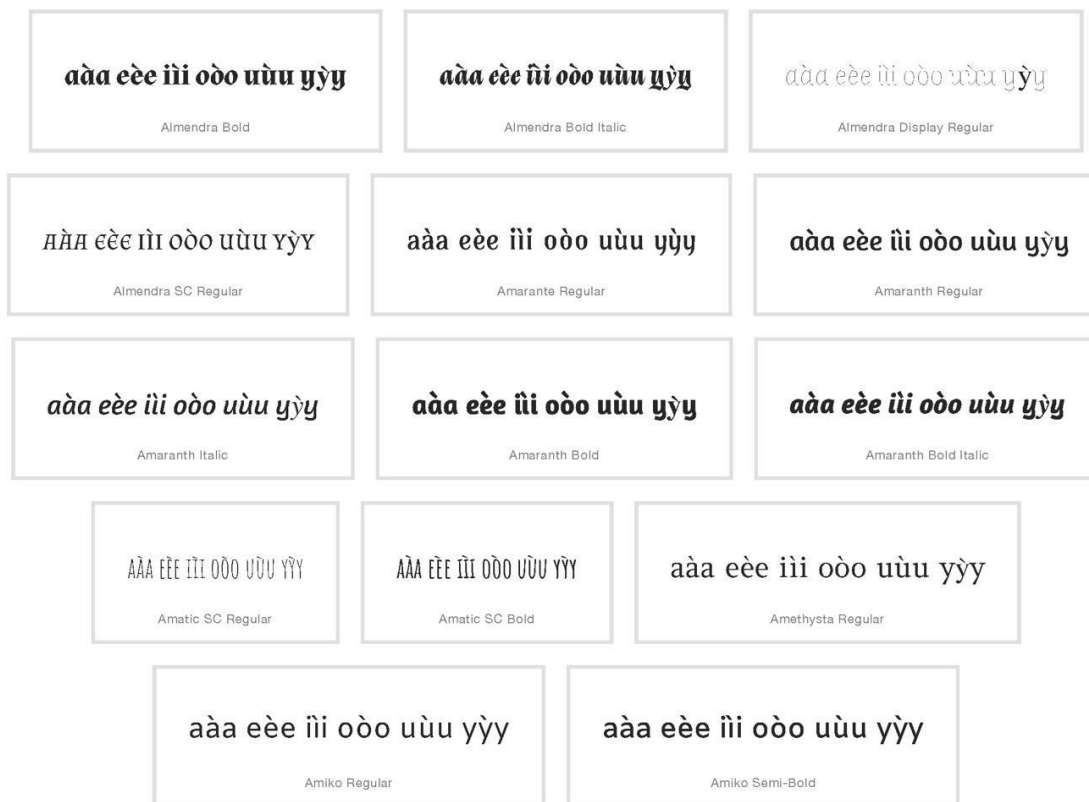 aàa eèe iìi oòo uùu yỳy
Almendra Bold
aàa eèe iìi oòo uùu yỳy
Almendra Bold Italic
aàa eèe iìi oòo uùu yỳy
Almendra Display Regular
AÀA EÈE IÌI OÒO UÙU YỳY
Almendra SC Regular
aàa eèe iìi oòo uùu yỳy
Amarante Regular
aàa eèe iìi oòo uùu yỳy
Amaranth Regular
aàa eèe iìi oòo uùu yỳy
Amaranth Italic
aàa eèe iìi oòo uùu yỳy
Amaranth Bold
aàa eèe iìi oòo uùu yỳy
Amaranth Bold Italic
AÀA EÈE IÌI OÒO UÙU YỲY
Amatic SC Regular
AÀA EÈE IÌI OÒO UÙU YỲY
Amatic SC Bold
aàa eèe iìi oòo uùu yỳy
Amethysta Regular
aàa eèe iìi oòo uùu yỳy
Amiko Regular
aàa eèe iìi oòo uùu yỳy
Amiko Semi-Bold